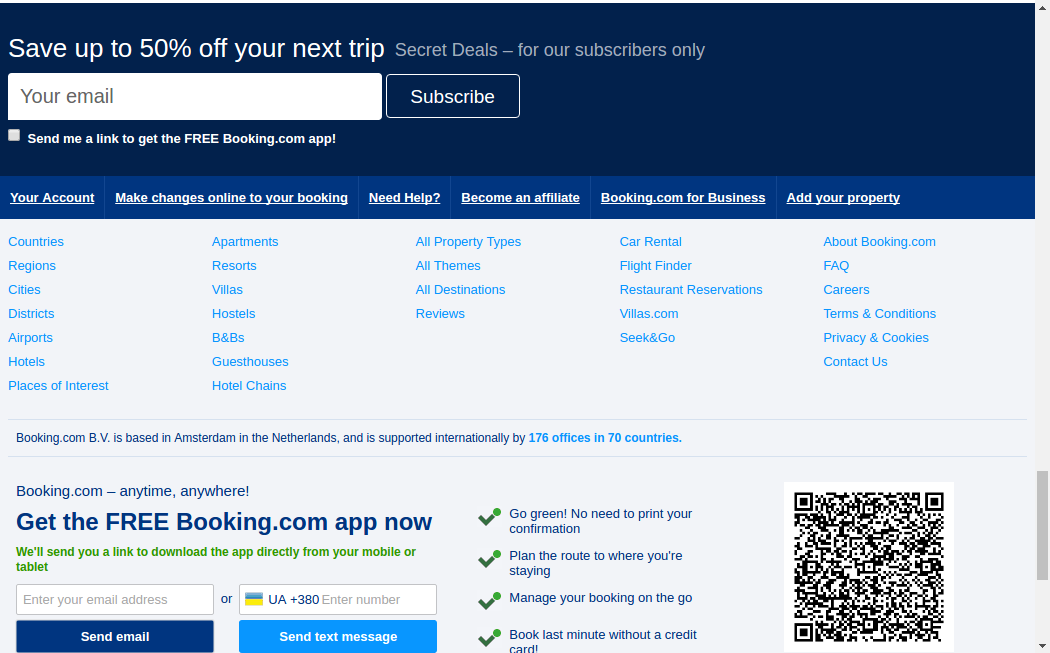 Save up to 50% off your next trip Secret Deals – for our subscribers only
Your email
Subscribe
Send me a link to get the FREE Booking.com app!
Your Account
Make changes online to your booking
Need Help?
Become an affiliate
Booking.com for Business
Add your property
Countries
Regions
Cities
Districts
Airports
Hotels
Places of Interest
Apartments
Resorts
Villas
Hostels
B&Bs
Guesthouses
Hotel Chains
All Property Types
All Themes
All Destinations
Reviews
Car Rental
Flight Finder
Restaurant Reservations
Villas.com
Seek&Go
About Booking.com
FAQ
Careers
Terms & Conditions
Privacy & Cookies
Contact Us
Booking.com B.V. is based in Amsterdam in the Netherlands, and is supported internationally by 176 offices in 70 countries.
Booking.com – anytime, anywhere!
Get the FREE Booking.com app now
We'll send you a link to download the app directly from your mobile or
tablet
Enter your email address
or
UA +380 Enter number
Send email
Send text message
Go green! No need to print your
confirmation
Plan the route to where you're
staying
Manage your booking on the go
Book last minute without a credit
card!